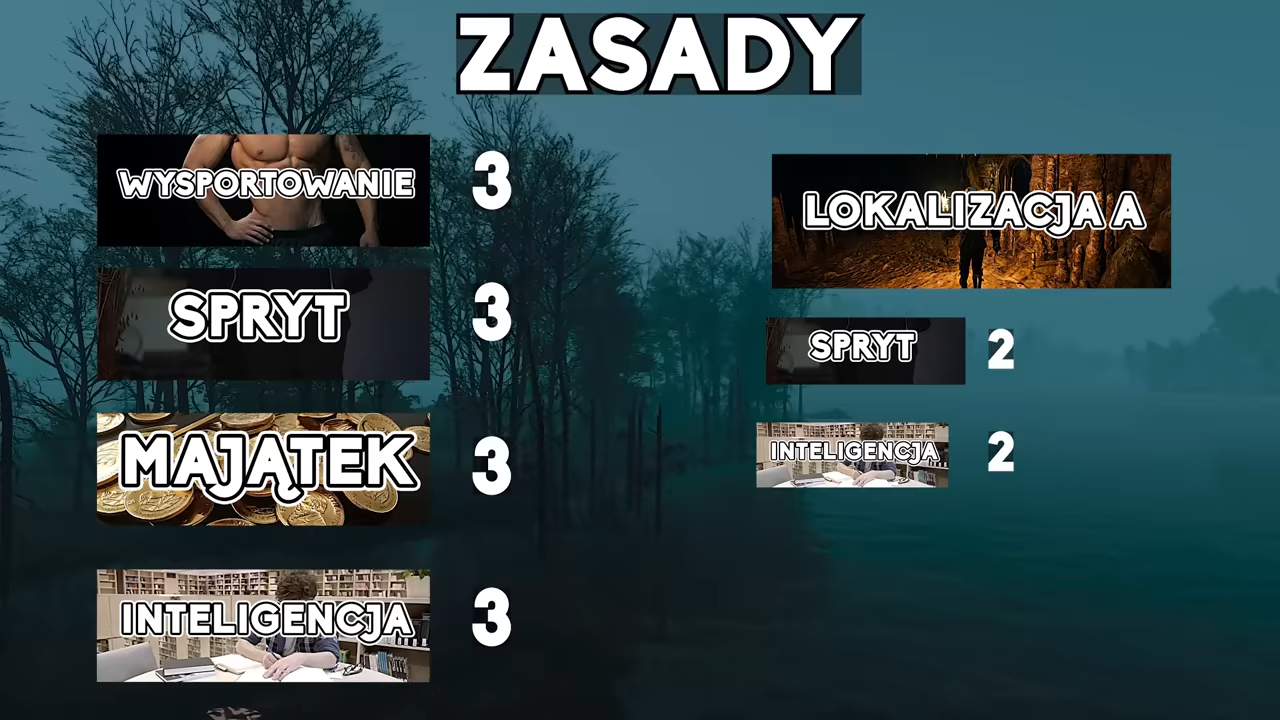 ZASADY
WYSPORTOWANIE 3
SPRYT 3
MAJĄTEK 3
INTELIGENCJA 3
LOKALIZACJA A
SPRYT 2
INTELIGENCJA 2